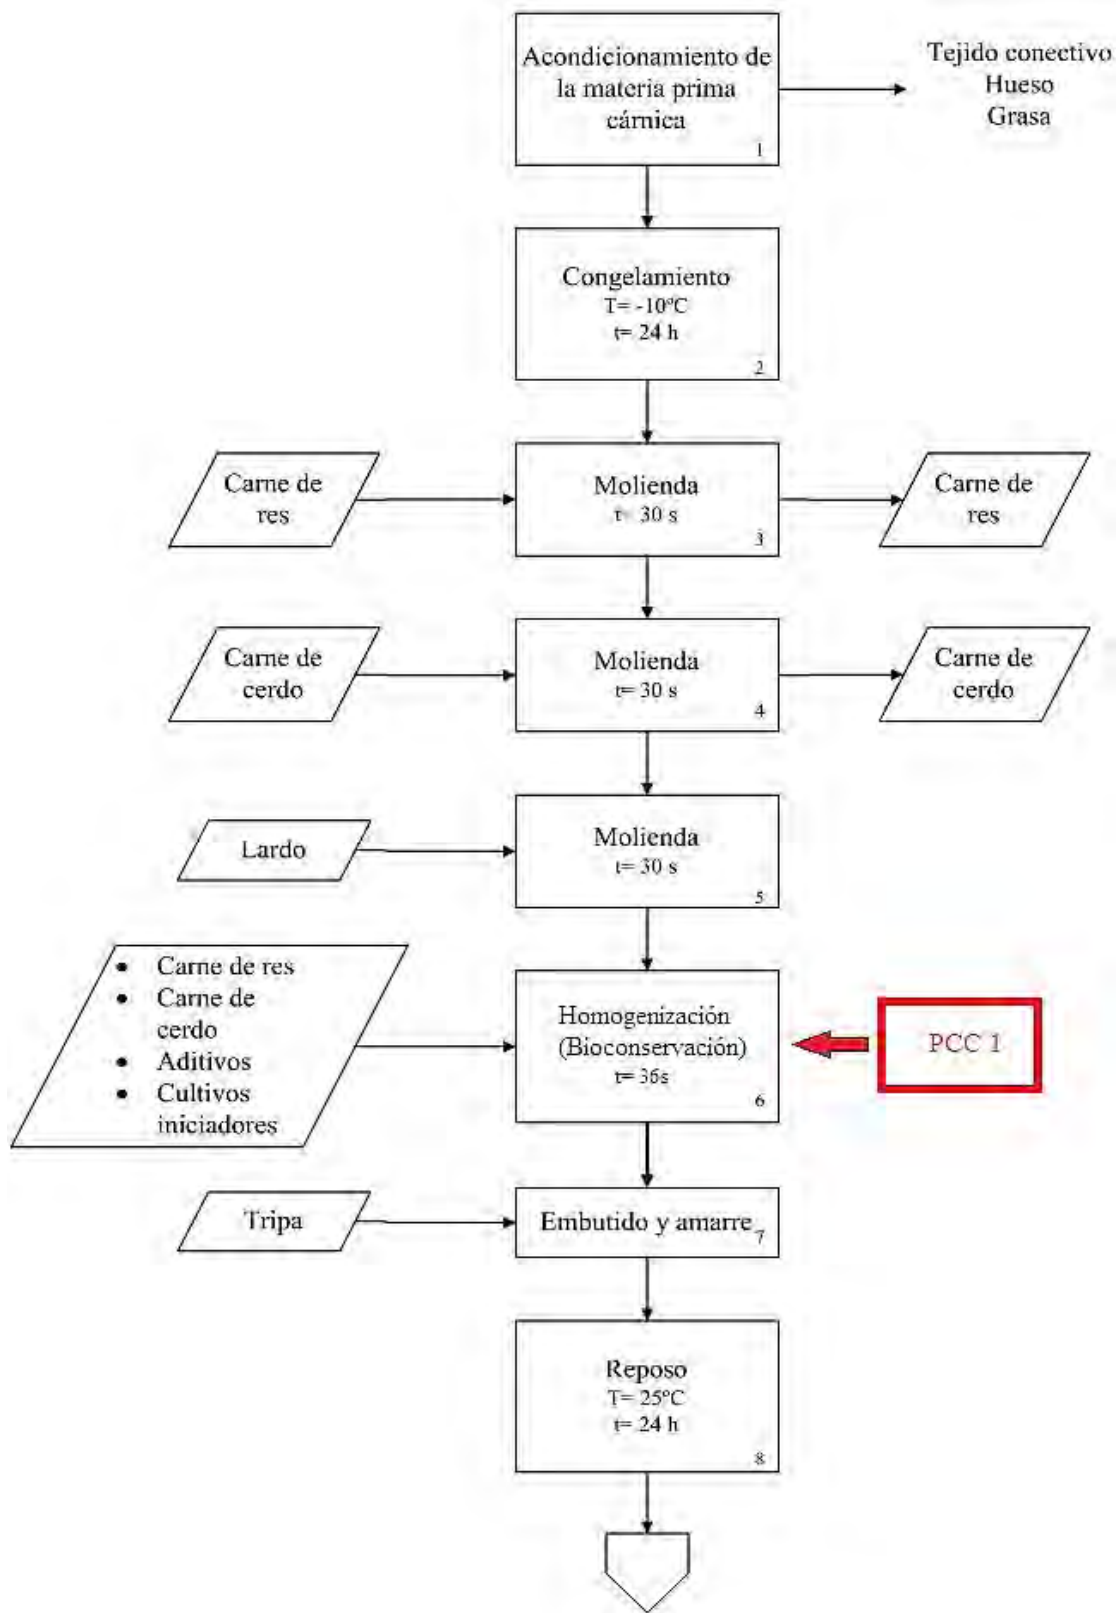 Acondicionamiento de
la materia prima
cárnica
1
Tejido conectivo
Hueso
Grasa
Congelamiento
T= -10ºC
t= 24 h
2
Carne de
res
Molienda
t= 30 s
3
Carne de
res
Carne de
cerdo
Molienda
t= 30 s
4
Carne de
cerdo
Lardo
Molienda
t= 30 s
5
• Carne de res
• Carne de
cerdo
• Aditivos
• Cultivos
iniciadores
Homogenización
(Bioconservación)
t= 36s
6
PCC 1
Tripa
Embutido y amarre
7
Reposo
T= 25ºC
t= 24 h
8